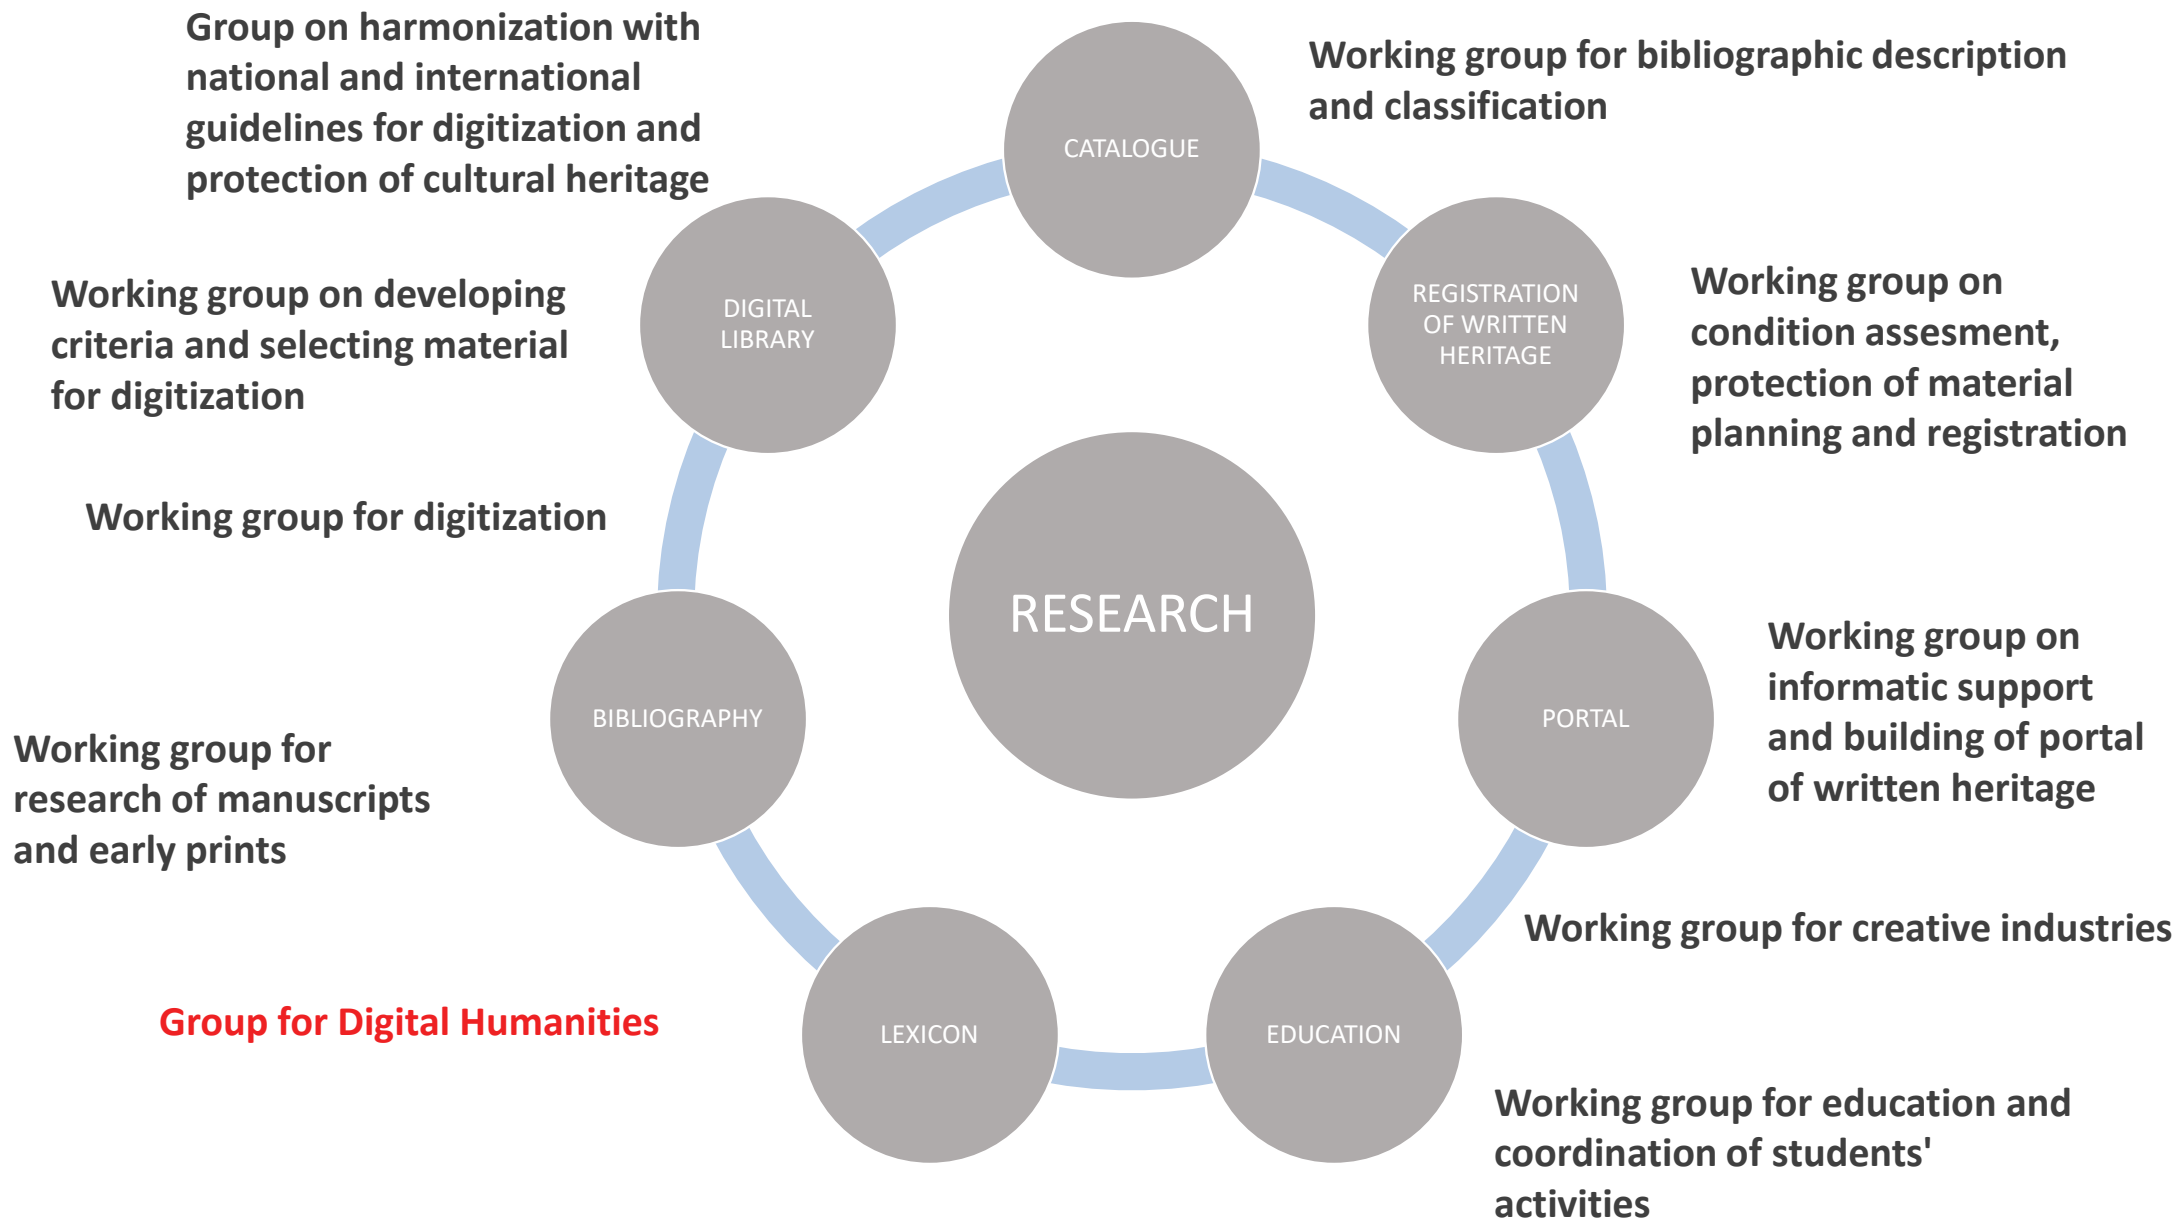 Group on harmonization with
national and international
guidelines for digitization and
protection of cultural heritage
Working group for bibliographic description
and classification
CATALOGUE
Working group on developing
criteria and selecting material
for digitization
DIGITAL
LIBRARY
REGISTRATION
OF WRITTEN
HERITAGE
Working group on
condition assesment,
protection of material
planning and registration
Working group for digitization
RESEARCH
Working group on
informatic support
and building of portal
of written heritage
BIBLIOGRAPHY
PORTAL
Working group for
research of manuscripts
and early prints
Working group for creative industries
Group for Digital Humanities
LEXICON
EDUCATION
Working group for education and
coordination of students'
activities